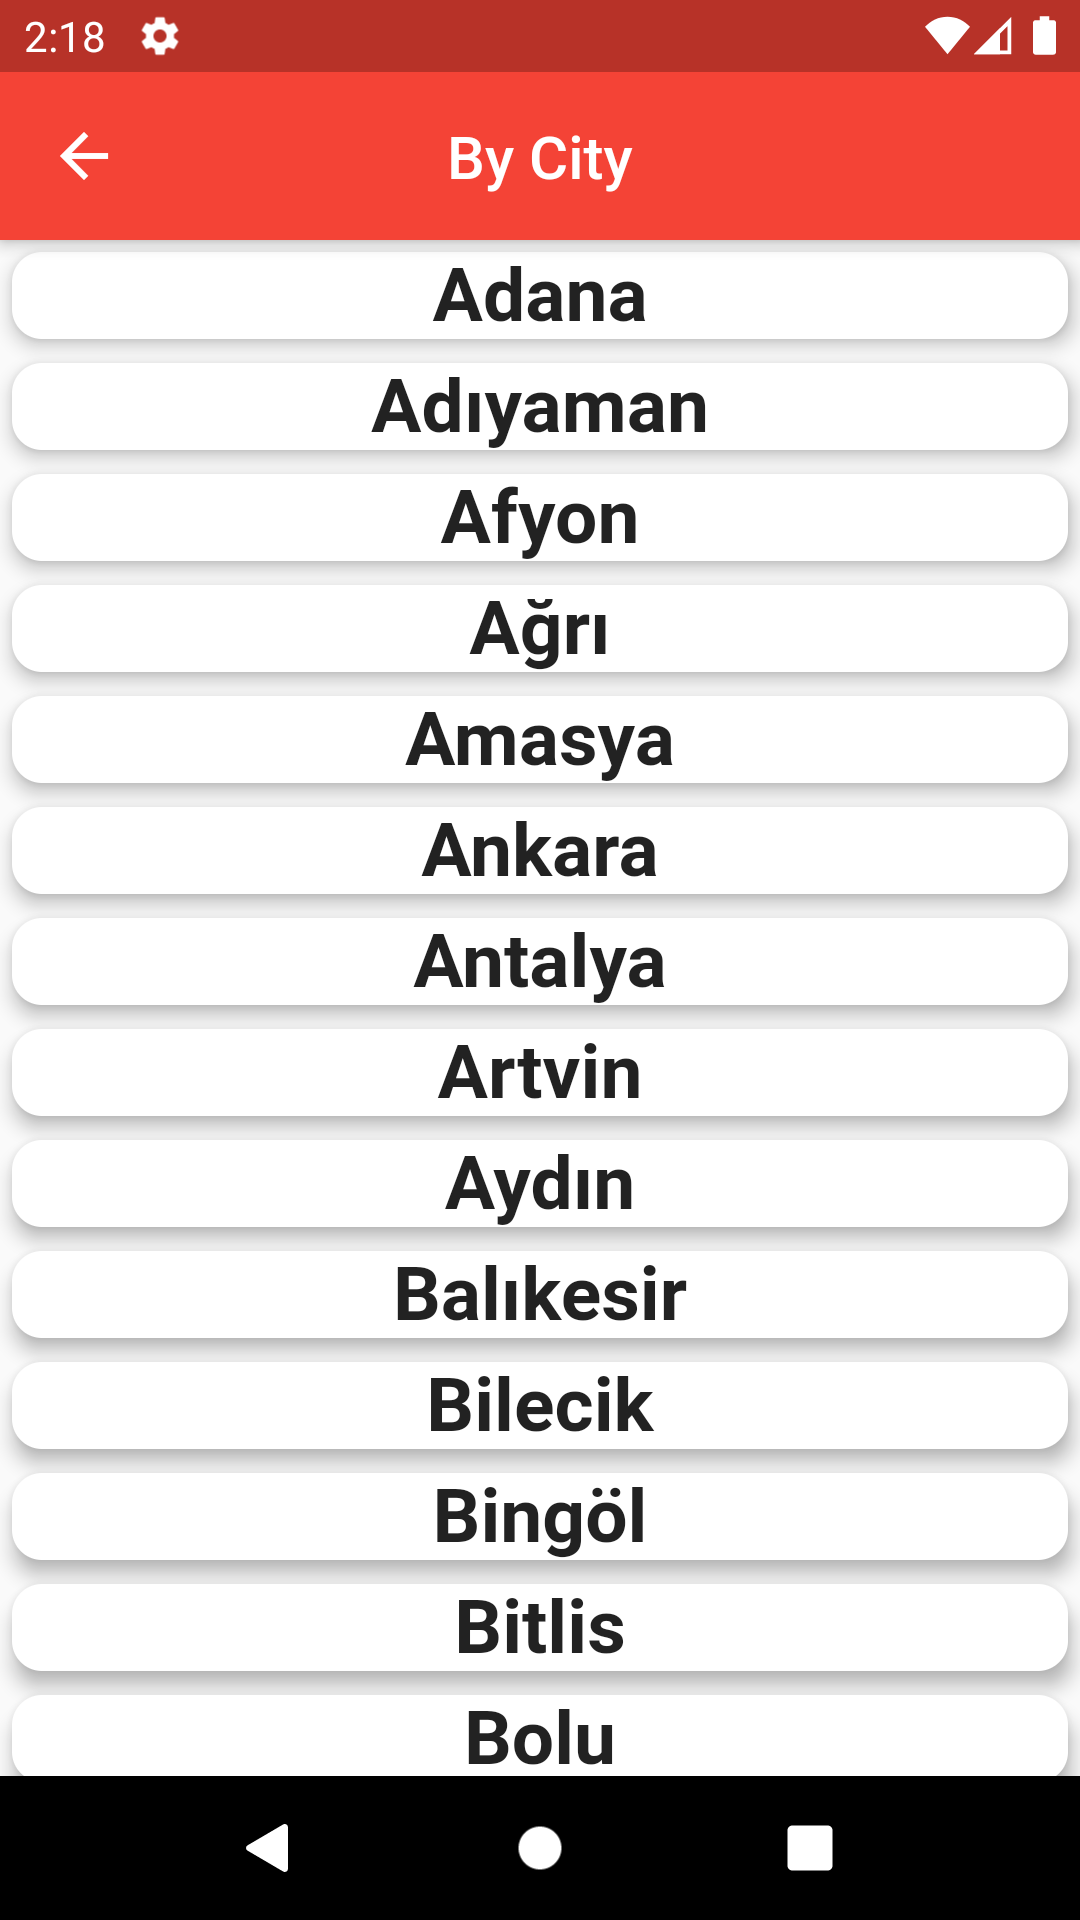 2:18
By City
Adana
Adıyaman
Afyon
Ağrı
Amasya
Ankara
Antalya
Artvin
Aydın
Balıkesir
Bilecik
Bingöl
Bitlis
Bolu